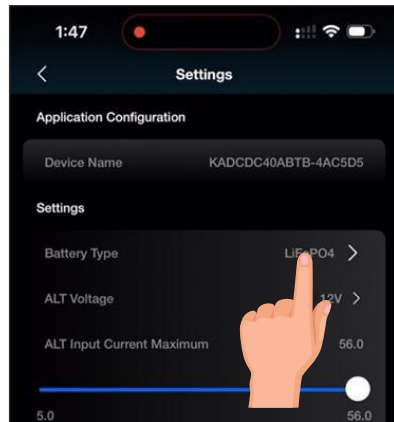 1:47
Settings
Application Configuration
Device Name KADCDC40ABTB-4AC5D5
Settings
Battery Type LiFePO4
ALT Voltage 12V
ALT Input Current Maximum 56.0
5.0 56.0